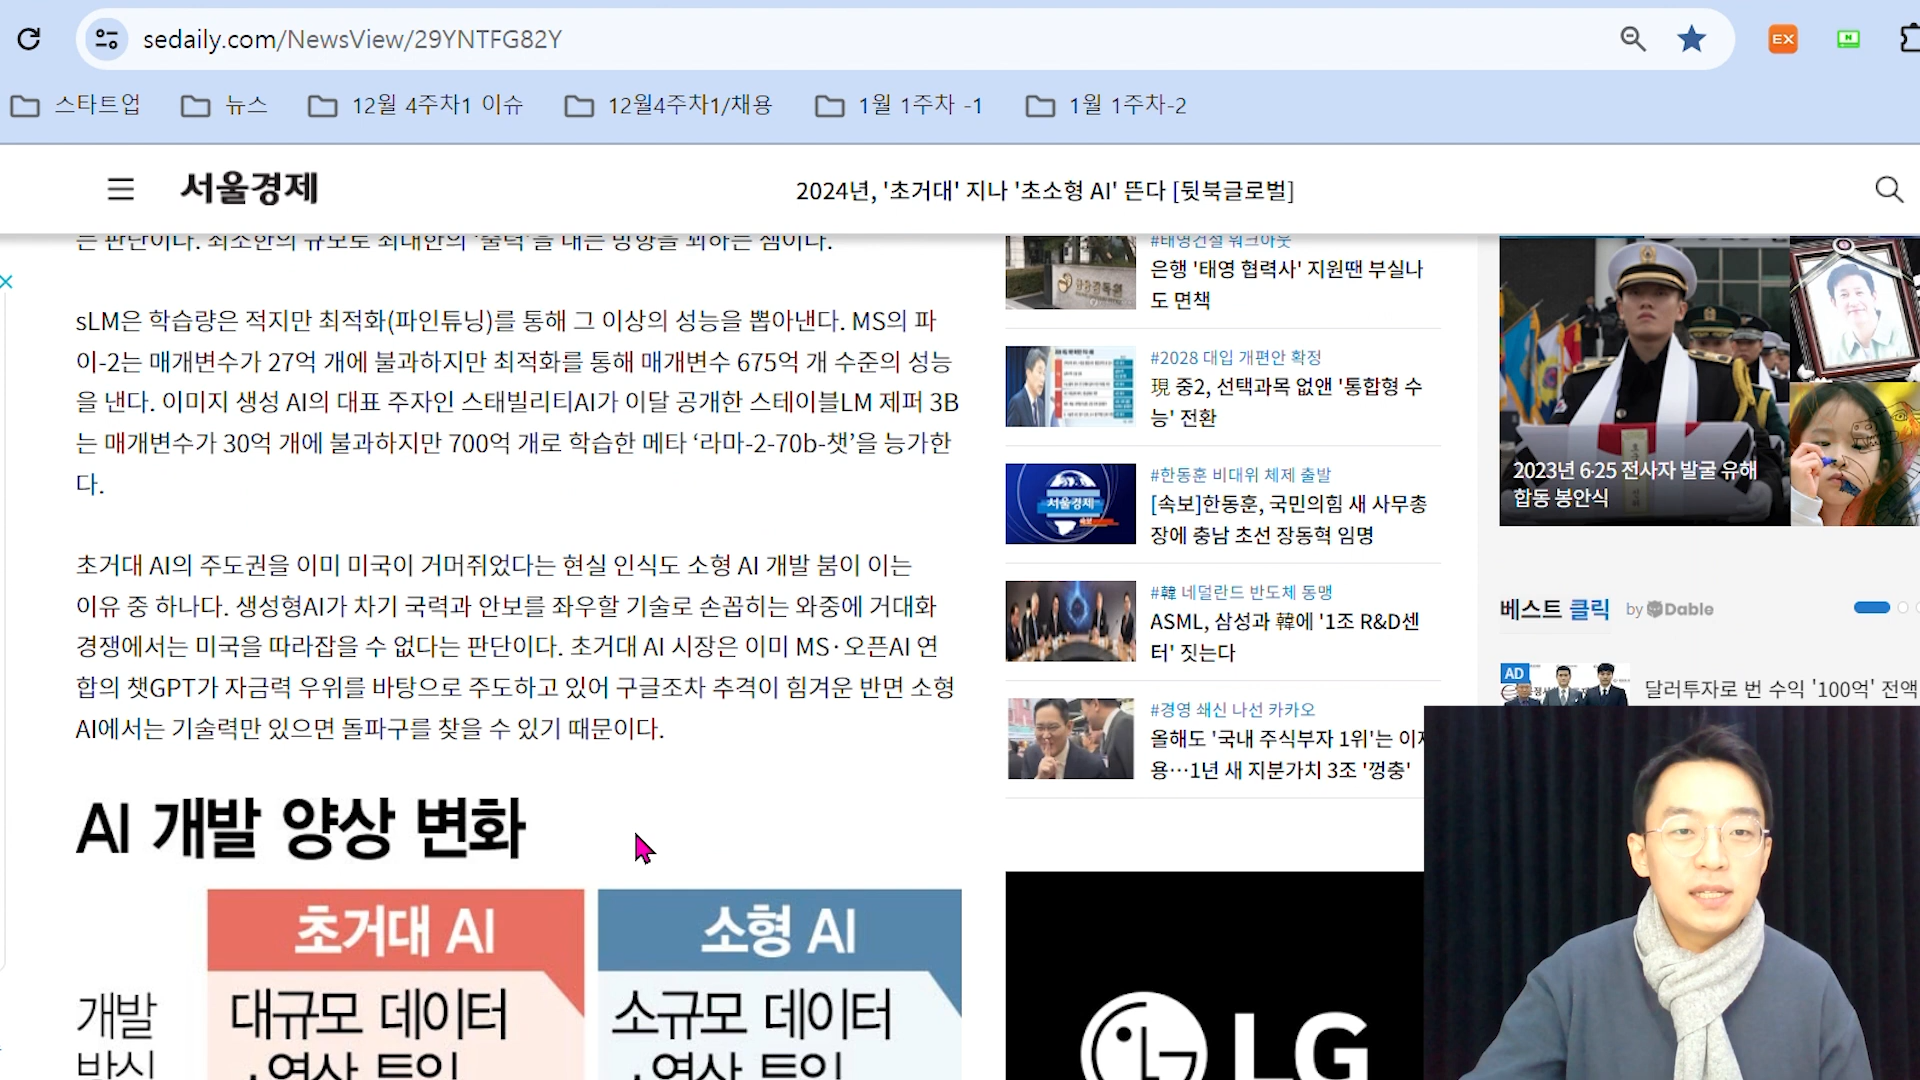 sedaily.com/NewsView/29YNTFG82Y
EX
N
스타트업
뉴스
12월 4주차1 이슈
12월4주차1/채용
1월 1주차 -1
1월 1주차-2
서울경제
2024년, '초거대' 지나 '초소형 AI' 뜬다 [뒷북글로벌]
는 판단이다. 최소한의 규모로 최대한의 '출력'을 내는 방향을 꾀하는 셈이다.
sLM은 학습량은 적지만 최적화(파인튜닝)를 통해 그 이상의 성능을 뽑아낸다. MS의 파
이-2는 매개변수가 27억 개에 불과하지만 최적화를 통해 매개변수 675억 개 수준의 성능
을 낸다. 이미지 생성 AI의 대표 주자인 스태빌리티AI가 이달 공개한 스테이블LM 제퍼 3B
는 매개변수가 30억 개에 불과하지만 700억 개로 학습한 메타 ‘라마-2-70b-챗’을 능가한
다.
초거대 AI의 주도권을 이미 미국이 거머쥐었다는 현실 인식도 소형 AI 개발 붐이 이는
이유 중 하나다. 생성형AI가 차기 국력과 안보를 좌우할 기술로 손꼽히는 와중에 거대화
경쟁에서는 미국을 따라잡을 수 없다는 판단이다. 초거대 AI 시장은 이미 MS·오픈AI 연
합의 챗GPT가 자금력 우위를 바탕으로 주도하고 있어 구글조차 추격이 힘겨운 반면 소형
AI에서는 기술력만 있으면 돌파구를 찾을 수 있기 때문이다.
AI 개발 양상 변화
초거대 AI
소형 AI
개발
방식
대규모 데이터
·연산 투입
소규모 데이터
·연산 투입
#태영건설 워크아웃
은행 '태영 협력사' 지원땐 부실나
도 면책
#2028 대입 개편안 확정
現 중2, 선택과목 없앤 '통합형 수
능' 전환
서울경제
속보
#한동훈 비대위 체제 출발
[속보]한동훈, 국민의힘 새 사무총
장에 충남 초선 장동혁 임명
#韓 네덜란드 반도체 동맹
ASML, 삼성과 韓에 '1조 R&D센
터' 짓는다
#경영 쇄신 나선 카카오
올해도 '국내 주식부자 1위'는 이재
용…1년 새 지분가치 3조 '껑충'
LG
2023년 6·25 전사자 발굴 유해
합동 봉안식
베스트 클릭 by Dable
AD
달러투자로 번 수익 '100억' 전액